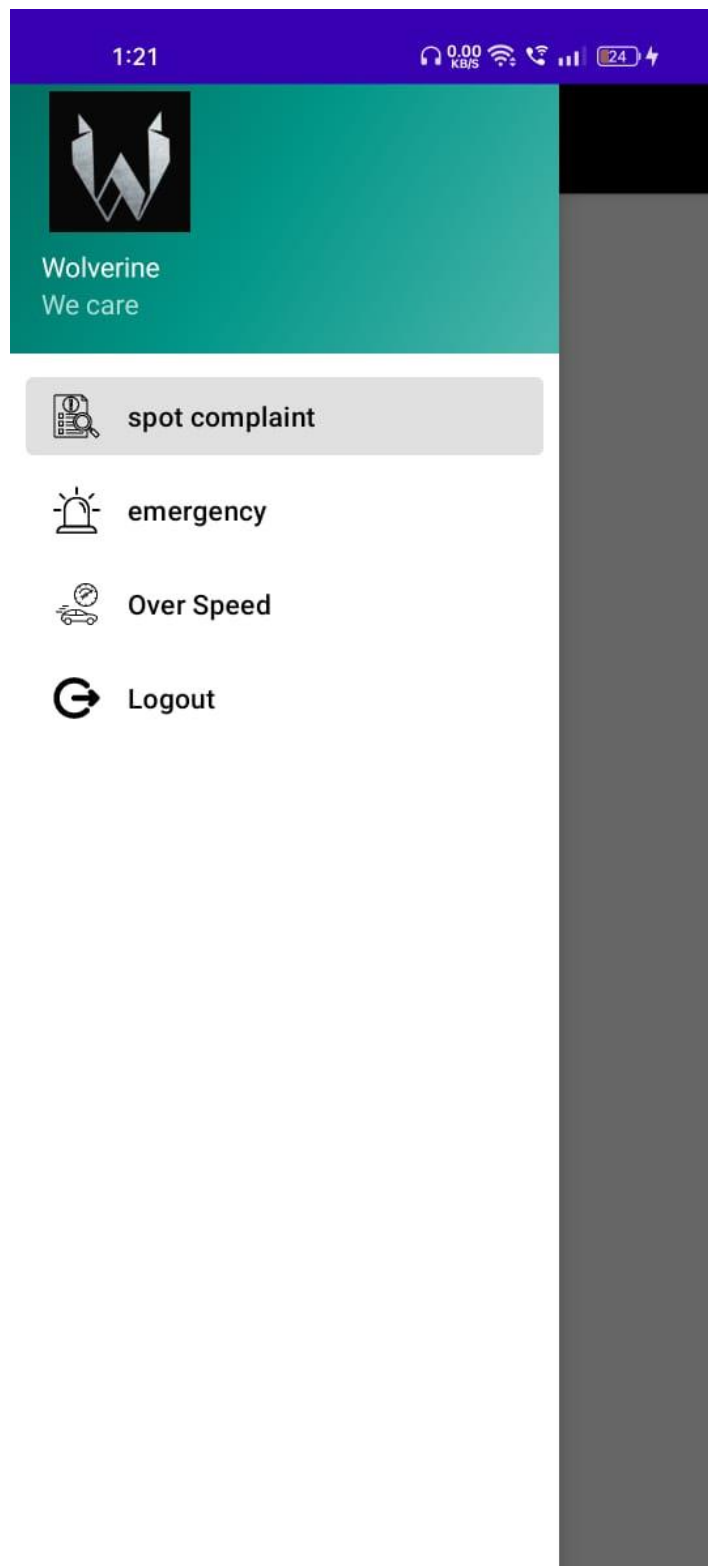 1:21
0.00
KB/S
24
Wolverine
We care
spot complaint
emergency
Over Speed
Logout